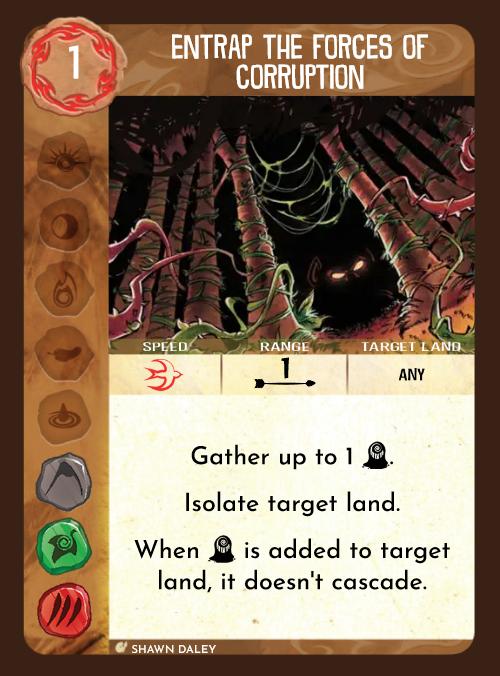 1
ENTRAP THE FORCES OF
CORRUPTION
SPEED RANGE TARGET LAND
1 ANY
Gather up to 1 .
Isolate target land.
When is added to target
land, it doesn't cascade.
SHAWN DALEY